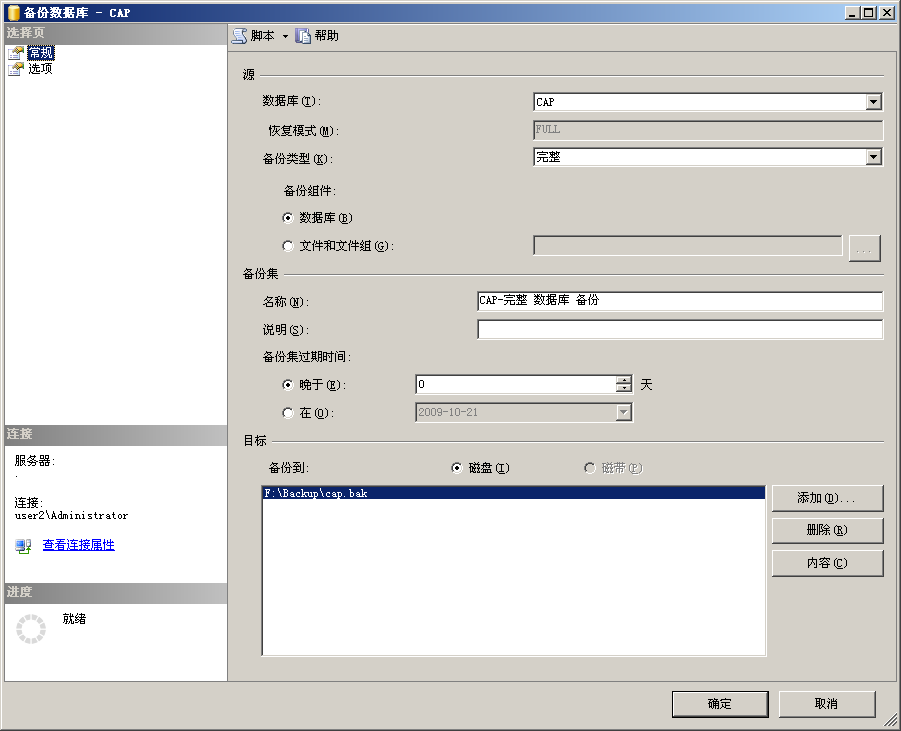 备份数据库 - CAP
选择页
常规
选项
脚本
帮助
源
数据库(T):
CAP
恢复模式(M):
FULL
备份类型(K):
完整
备份组件:
数据库(B)
文件和文件组(G):
...
备份集
名称(N):
CAP-完整 数据库 备份
说明(S):
备份集过期时间:
晚于(E):
0
天
在(O):
2009-10-21
目标
备份到:
磁盘(I)
磁带(P)
F:\Backup\cap.bak
添加(D)...
删除(R)
内容(C)
连接
服务器:
.
连接:
user2\Administrator
查看连接属性
进度
就绪
确定
取消